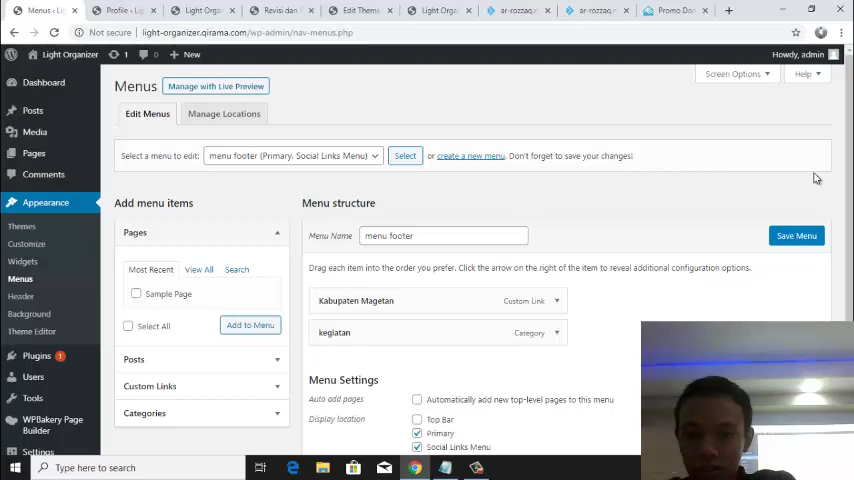 Menus ‹ Li
Profile ‹ Li
Light Orga
Revisi dan
Edit Theme
Light Orga
ar-rozzaq.
ar-rozzaq.
Promo Do
Not secure | light-organizer.qirama.com/wp-admin/nav-menus.php
Light Organizer 1 0 + New Howdy, admin
Screen Options Help
Dashboard
Posts
Media
Pages
Comments
Appearance
Themes
Customize
Widgets
Menus
Header
Background
Theme Editor
Plugins 1
Users
Tools
WPBakery Page
Builder
Settings
Menus Manage with Live Preview
Edit Menus Manage Locations
Select a menu to edit: menu footer (Primary, Social Links Menu) Select or create a new menu. Don't forget to save your changes!
Add menu items
Pages
Most Recent View All Search
Sample Page
Select All Add to Menu
Posts
Custom Links
Categories
Menu structure
Menu Name menu footer Save Menu
Drag each item into the order you prefer. Click the arrow on the right of the item to reveal additional configuration options.
Kabupaten Magetan Custom Link
kegiatan Category
Menu Settings
Auto add pages Automatically add new top-level pages to this menu
Display location Top Bar
Primary
Social Links Menu
Type here to search